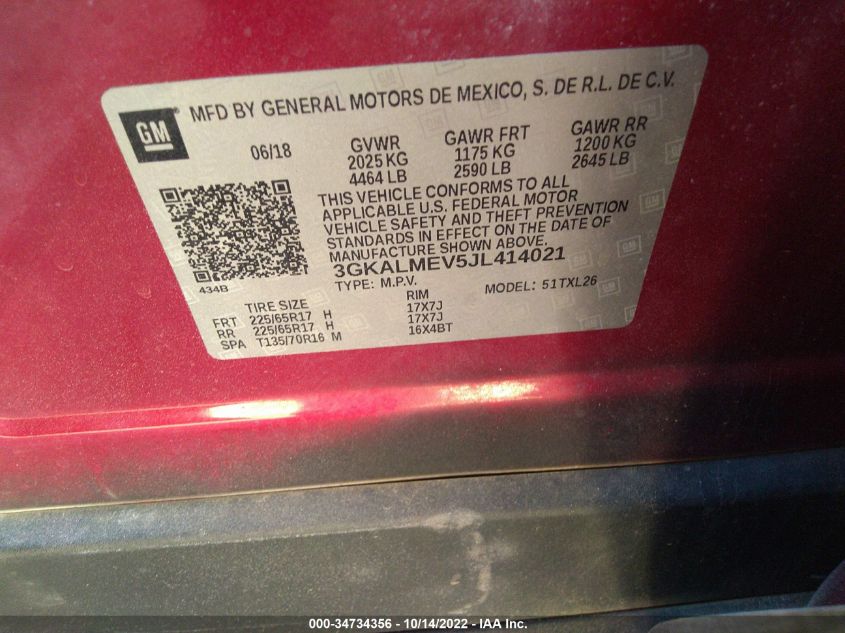 GM
MFD BY GENERAL MOTORS DE MEXICO, S. DE R.L. DE C.V.
06/18 GVWR GAWR FRT GAWR RR
2025 KG 1175 KG 1200 KG
4464 LB 2590 LB 2645 LB
THIS VEHICLE CONFORMS TO ALL
APPLICABLE U.S. FEDERAL MOTOR
VEHICLE SAFETY AND THEFT PREVENTION
STANDARDS IN EFFECT ON THE DATE OF
MANUFACTURE SHOWN ABOVE.
3GKALMEV5JL414021
434B
TYPE: M.P.V. MODEL: 51TXL26
TIRE SIZE RIM
FRT 225/65R17 H 17X7J
RR 225/65R17 H 17X7J
SPA T135/70R16 M 16X4BT
000-34734356 - 10/14/2022 - IAA Inc.